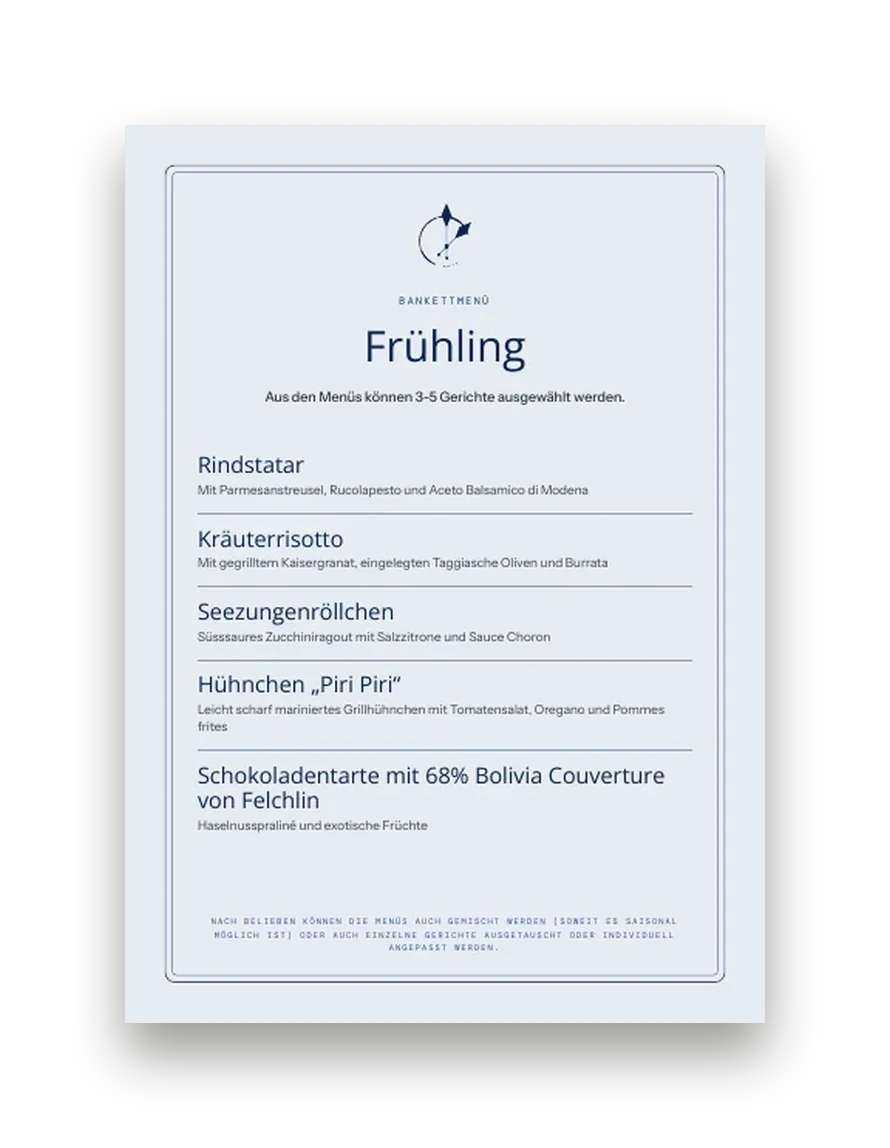 BANKETTMENÜ
Frühling
Aus den Menüs können 3-5 Gerichte ausgewählt werden.
Rindstatar
Mit Parmesanstreusel, Rucolapesto und Aceto Balsamico di Modena
Kräuterrisotto
Mit gegrilltem Kaisergranat, eingelegten Taggiasche Oliven und Burrata
Seezungenröllchen
Süsssaures Zucchiniragout mit Salzzitrone und Sauce Choron
Hühnchen „Piri Piri“
Leicht scharf mariniertes Grillhühnchen mit Tomatensalat, Oregano und Pommes
frites
Schokoladentarte mit 68% Bolivia Couverture
von Felchlin
Haselnusspraliné und exotische Früchte
NACH BELIEBEN KÖNNEN DIE MENÜS AUCH GEMISCHT WERDEN (SOWEIT ES SAISONAL
MÖGLICH IST) ODER AUCH EINZELNE GERICHTE AUSGETAUSCHT ODER INDIVIDUELL
ANGEPASST WERDEN.